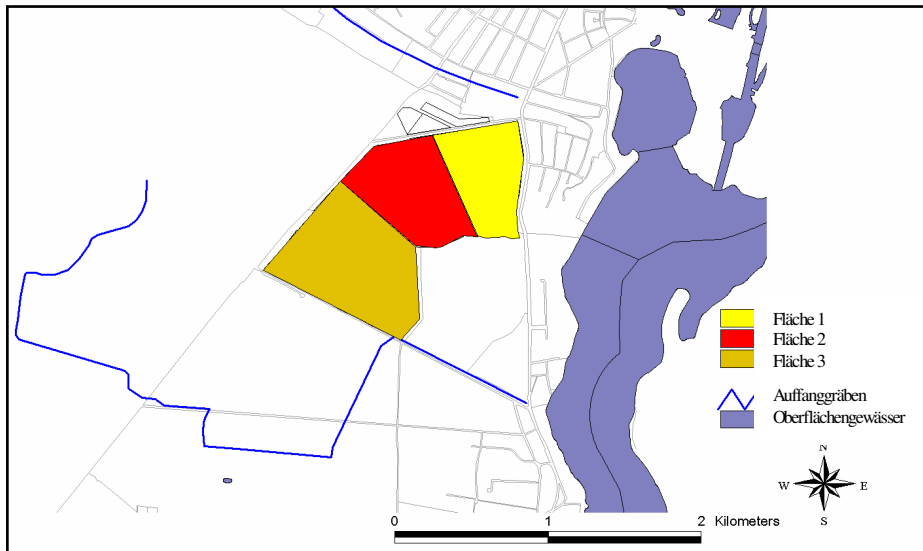 Fläche 1
Fläche 2
Fläche 3
Auffanggräben
Oberflächengewässer
N
W E
S
0 1 2 Kilometers